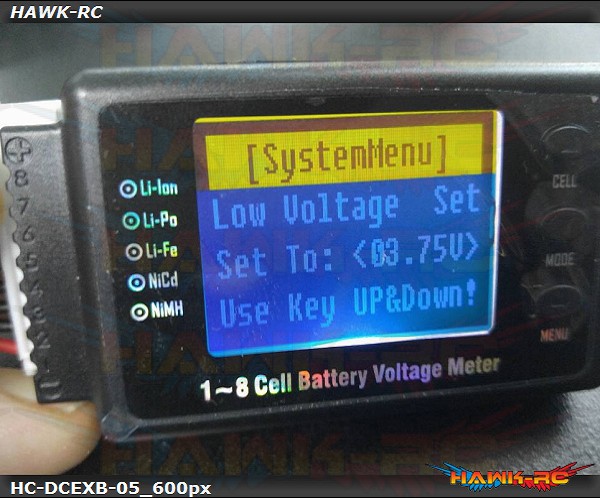 HAWK-RC
[SystemMenu]
Low Voltage Set
Set To: <03.75V>
Use Key UP&Down!
Li-Ion
Li-Po
Li-Fe
NiCd
NiMH
8
7
6
5
CELL
MODE
MENU
1~8 Cell Battery Voltage Meter
HC-DCEXB-05_600px
HAWK-RC